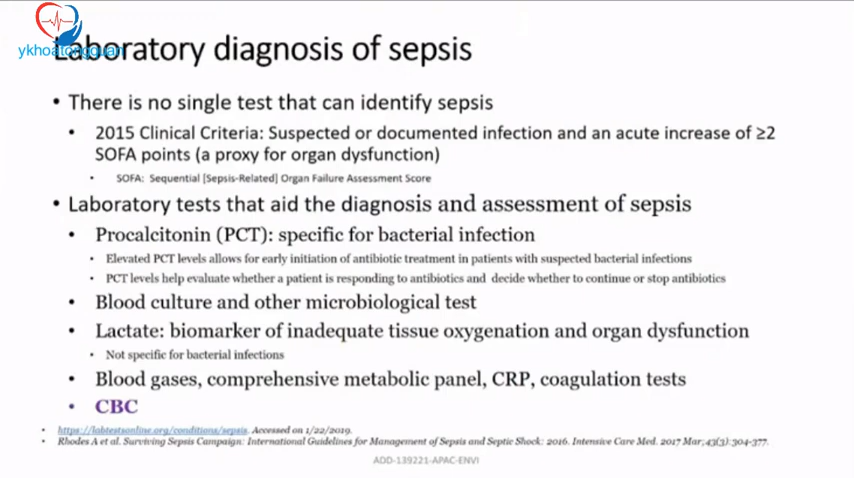 ykhoatongquan
Laboratory diagnosis of sepsis
• There is no single test that can identify sepsis
• 2015 Clinical Criteria: Suspected or documented infection and an acute increase of ≥2
SOFA points (a proxy for organ dysfunction)
• SOFA: Sequential [Sepsis-Related] Organ Failure Assessment Score
• Laboratory tests that aid the diagnosis and assessment of sepsis
• Procalcitonin (PCT): specific for bacterial infection
• Elevated PCT levels allows for early initiation of antibiotic treatment in patients with suspected bacterial infections
• PCT levels help evaluate whether a patient is responding to antibiotics and decide whether to continue or stop antibiotics
• Blood culture and other microbiological test
• Lactate: biomarker of inadequate tissue oxygenation and organ dysfunction
• Not specific for bacterial infections
• Blood gases, comprehensive metabolic panel, CRP, coagulation tests
• CBC
• https://labtestsonline.org/conditions/sepsis. Accessed on 1/22/2019.
• Rhodes A et al. Surviving Sepsis Campaign: International Guidelines for Management of Sepsis and Septic Shock: 2016. Intensive Care Med. 2017 Mar;43(3):304-377.
ADD-139221-APAC-ENVI